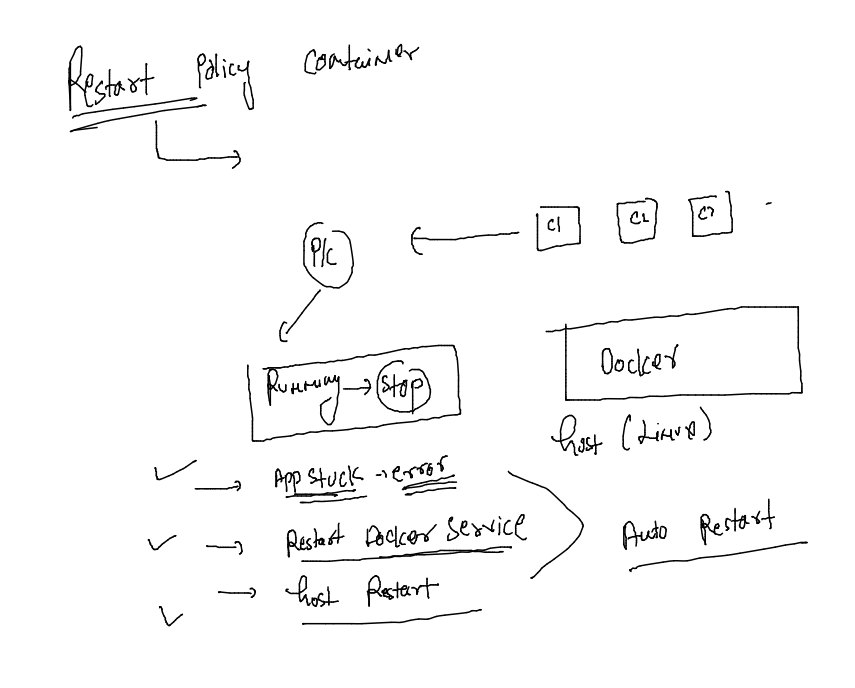 Restart Policy Container
C1 C2 C3
P/C
Docker
Running → Stop
host (Linux)
App stuck → error
Restart Docker Service
Auto Restart
host Restart